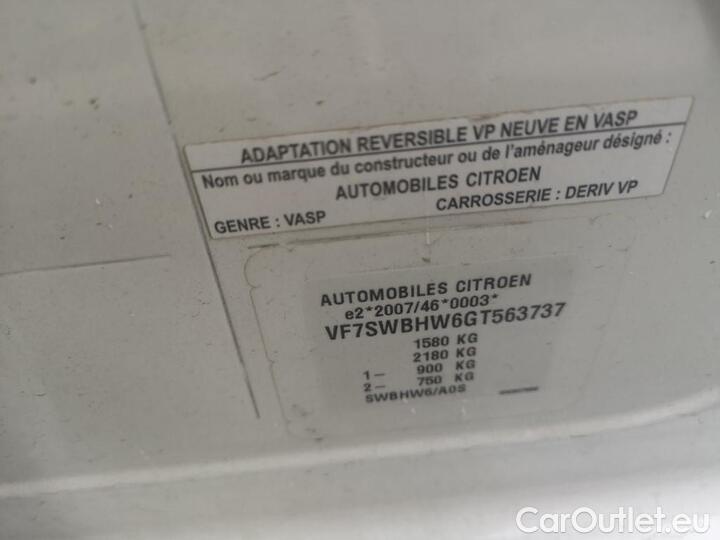 ADAPTATION REVERSIBLE VP NEUVE EN VASP
Nom ou marque du constructeur ou de l'aménageur désigné :
AUTOMOBILES CITROEN
GENRE : VASP CARROSSERIE : DERIV VP
AUTOMOBILES CITROEN
e2*2007/46*0003*
VF7SWBHW6GT563737
1580 KG
2180 KG
1– 900 KG
2– 750 KG
SWBHW6/A0S
CarOutlet.eu